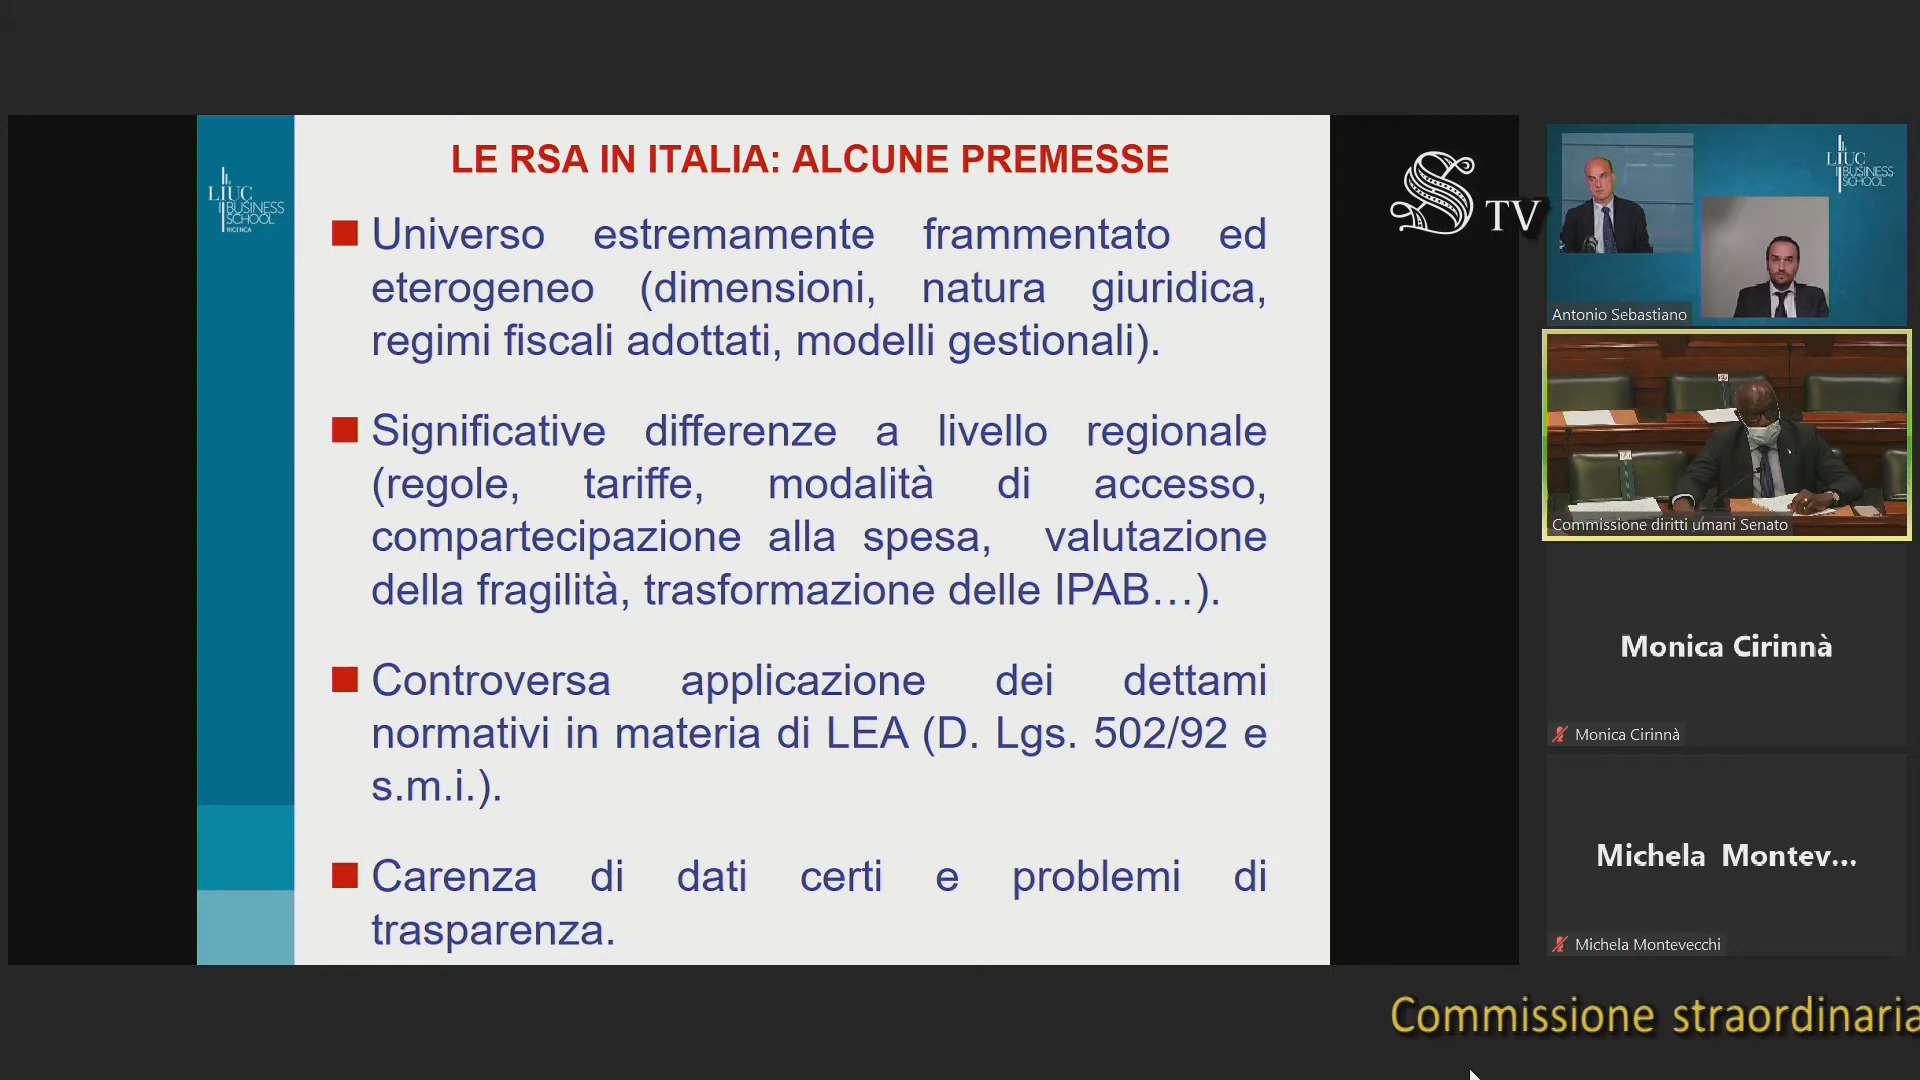 LE RSA IN ITALIA: ALCUNE PREMESSE
Universo estremamente frammentato ed
eterogeneo (dimensioni, natura giuridica,
regimi fiscali adottati, modelli gestionali).
Significative differenze a livello regionale
(regole, tariffe, modalità di accesso,
compartecipazione alla spesa, valutazione
della fragilità, trasformazione delle IPAB…).
Controversa applicazione dei dettami
normativi in materia di LEA (D. Lgs. 502/92 e
s.m.i.).
Carenza di dati certi e problemi di
trasparenza.
LIUC
BUSINESS
SCHOOL
RICERCA
S TV
LIUC
BUSINESS
SCHOOL
Antonio Sebastiano
Commissione diritti umani Senato
Monica Cirinnà
Monica Cirinnà
Michela Montev...
Michela Montevecchi
Commissione straordinaria